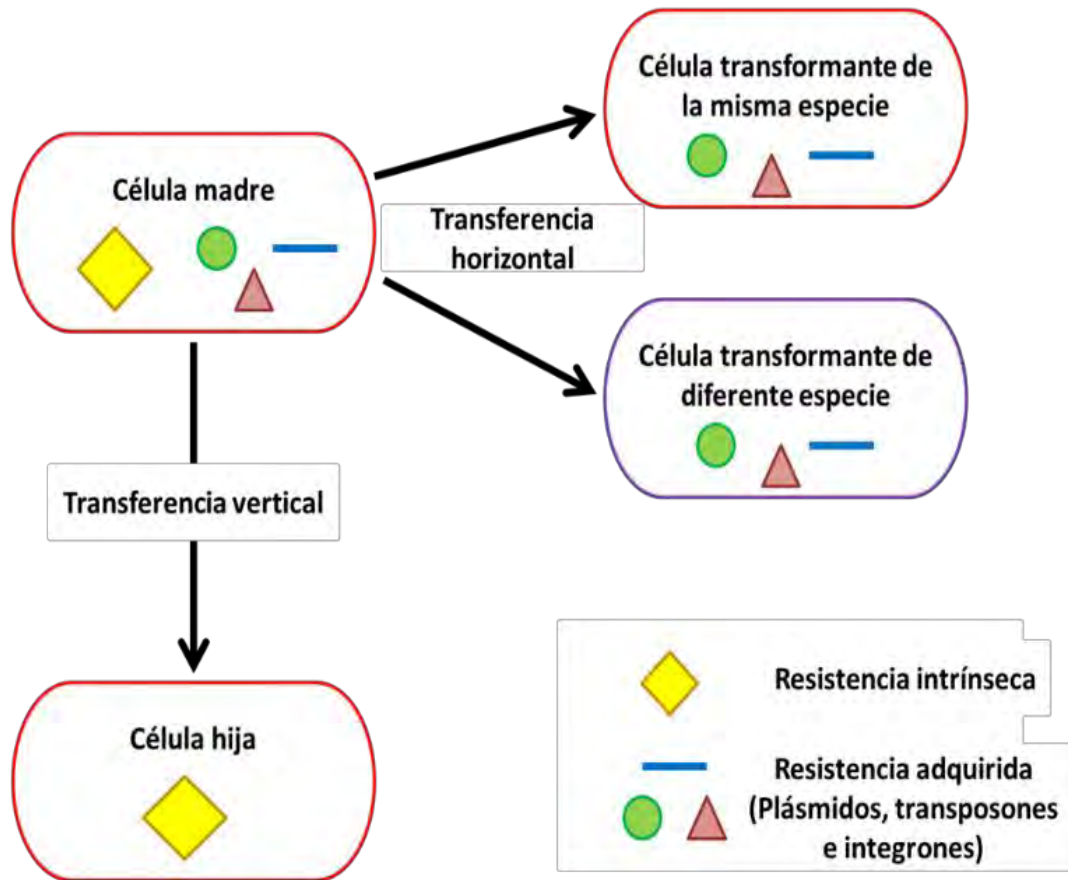 Célula transformante de
la misma especie
Célula madre
Transferencia
horizontal
Célula transformante de
diferente especie
Transferencia vertical
Célula hija
Resistencia intrínseca
Resistencia adquirida
(Plásmidos, transposones
e integrones)